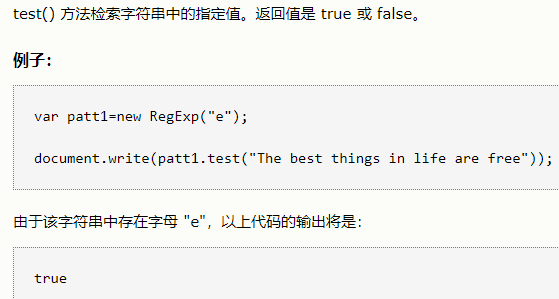 test() 方法检索字符串中的指定值。返回值是 true 或 false。
例子：
var patt1=new RegExp("e");
document.write(patt1.test("The best things in life are free"));
由于该字符串中存在字母 "e"，以上代码的输出将是：
true